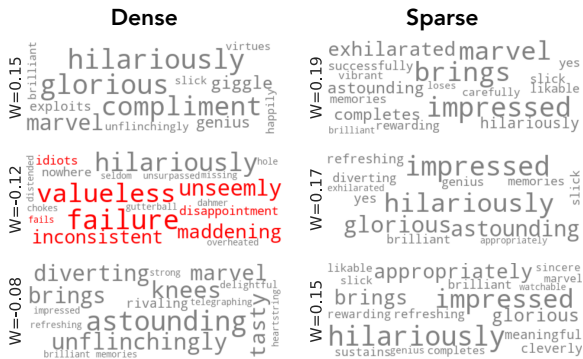 Dense
Sparse
W=0.15
brilliant
virtues
hilariously
glorious slick giggle
exploits compliment
marvel unflinchingly genius
happily
W=0.19
exhilarated marvel
successfully brings yes
vibrant slick
astounding loses carefully likable
memories impressed
completes
brilliant rewarding hilariously
W=-0.12
distended
idiots hilariously hole
nowhere seldom unsurpassed missing
valueless unseemly
chokes gutterball dahmer
fails failure disappointment
inconsistent maddening
overheated
W=0.17
refreshing impressed
diverting genius memories
exhilarated slick
yes hilariously
glorious astounding
brilliant appropriately
W=-0.08
diverting strong marvel
brings knees delightful
rivaling telegraphing
impressed astounding tasty
refreshing heartstring
unflinchingly
brilliant memories
W=0.15
likable appropriately sincere
slick brilliant marvel
brings impressed watchable
rewarding refreshing glorious
hilariously meaningful
sustains genius completes cleverly